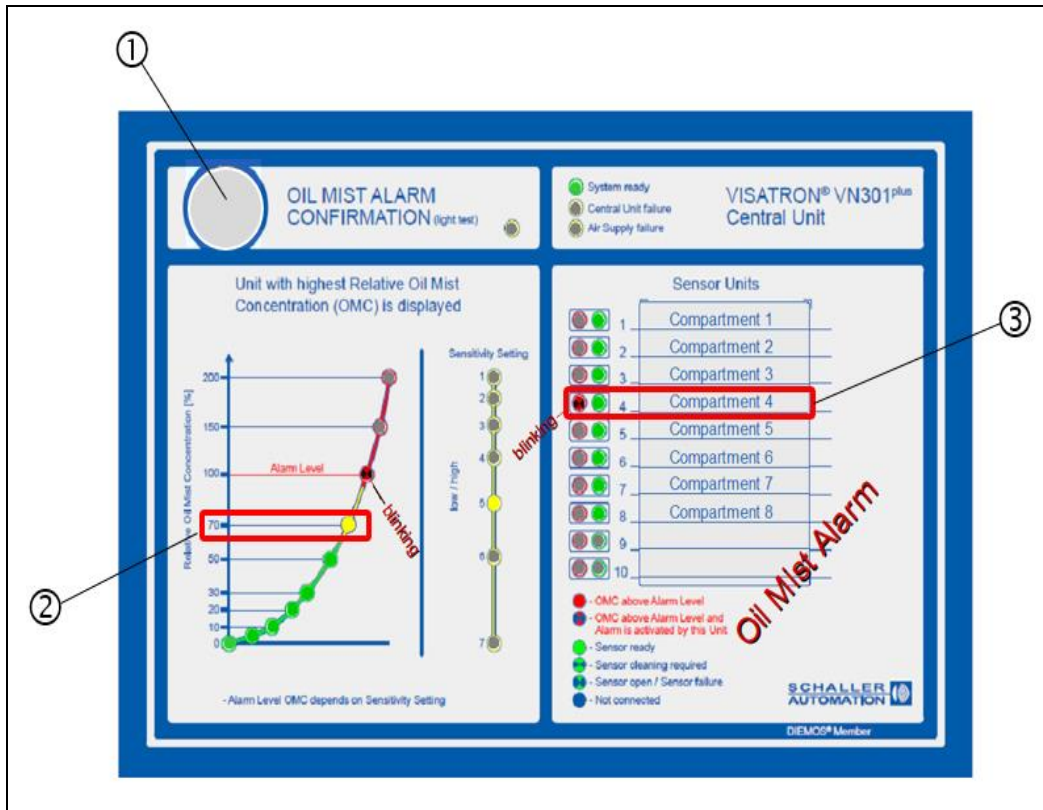 ①
OIL MIST ALARM
CONFIRMATION (light test)
System ready
Central Unit failure
Air Supply failure
VISATRON® VN301plus
Central Unit
Unit with highest Relative Oil Mist
Concentration (OMC) is displayed
Relative Oil Mist Concentration [%]
200
150
100
70
50
30
20
10
0
Alarm Level
blinking
②
Sensitivity Setting
low / high
1
2
3
4
5
6
7
- Alarm Level OMC depends on Sensitivity Setting
Sensor Units
1 Compartment 1
2 Compartment 2
3 Compartment 3
4 Compartment 4
5 Compartment 5
6 Compartment 6
7 Compartment 7
8 Compartment 8
9
10
blinking
③
Oil Mist Alarm
- OMC above Alarm Level
- OMC above Alarm Level and
Alarm is activated by this Unit
- Sensor ready
- Sensor cleaning required
- Sensor open / Sensor failure
- Not connected
SCHALLER
AUTOMATION
DIEMOS® Member